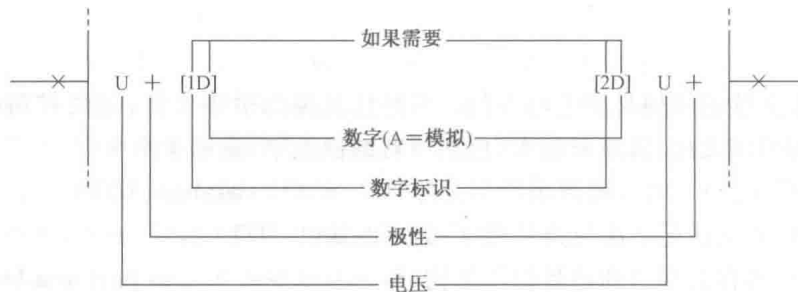 如果需要
U + [1D] [2D] U +
数字(A=模拟)
数字标识
极性
电压